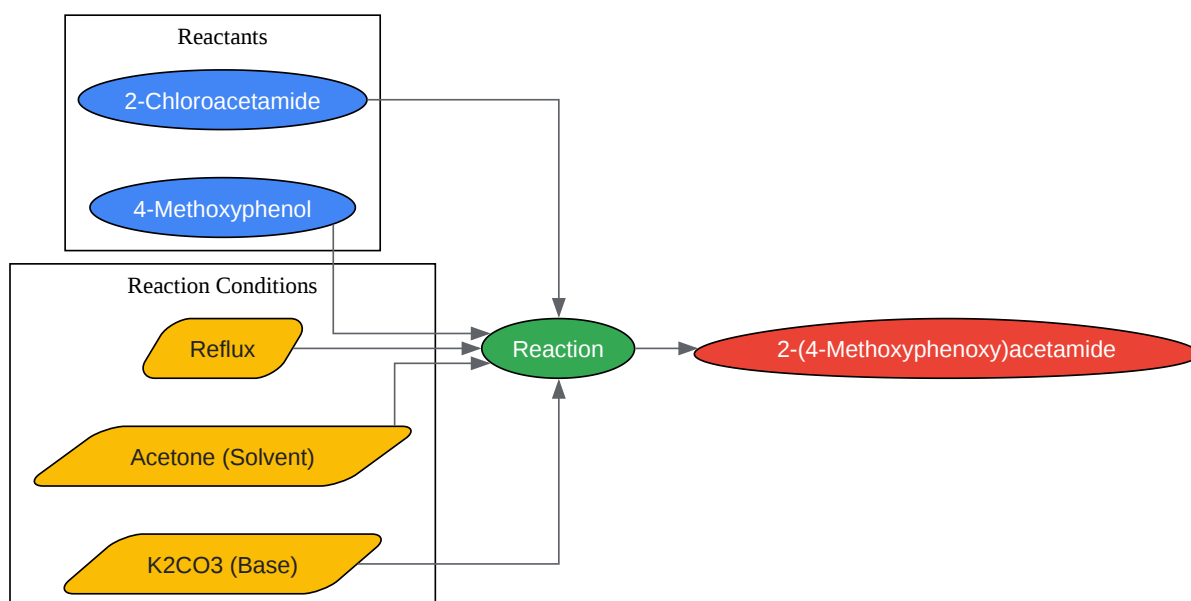 Reactants
2-Chloroacetamide
4-Methoxyphenol
Reaction Conditions
Reflux
Acetone (Solvent)
K2CO3 (Base)
Reaction
2-(4-Methoxyphenoxy)acetamide